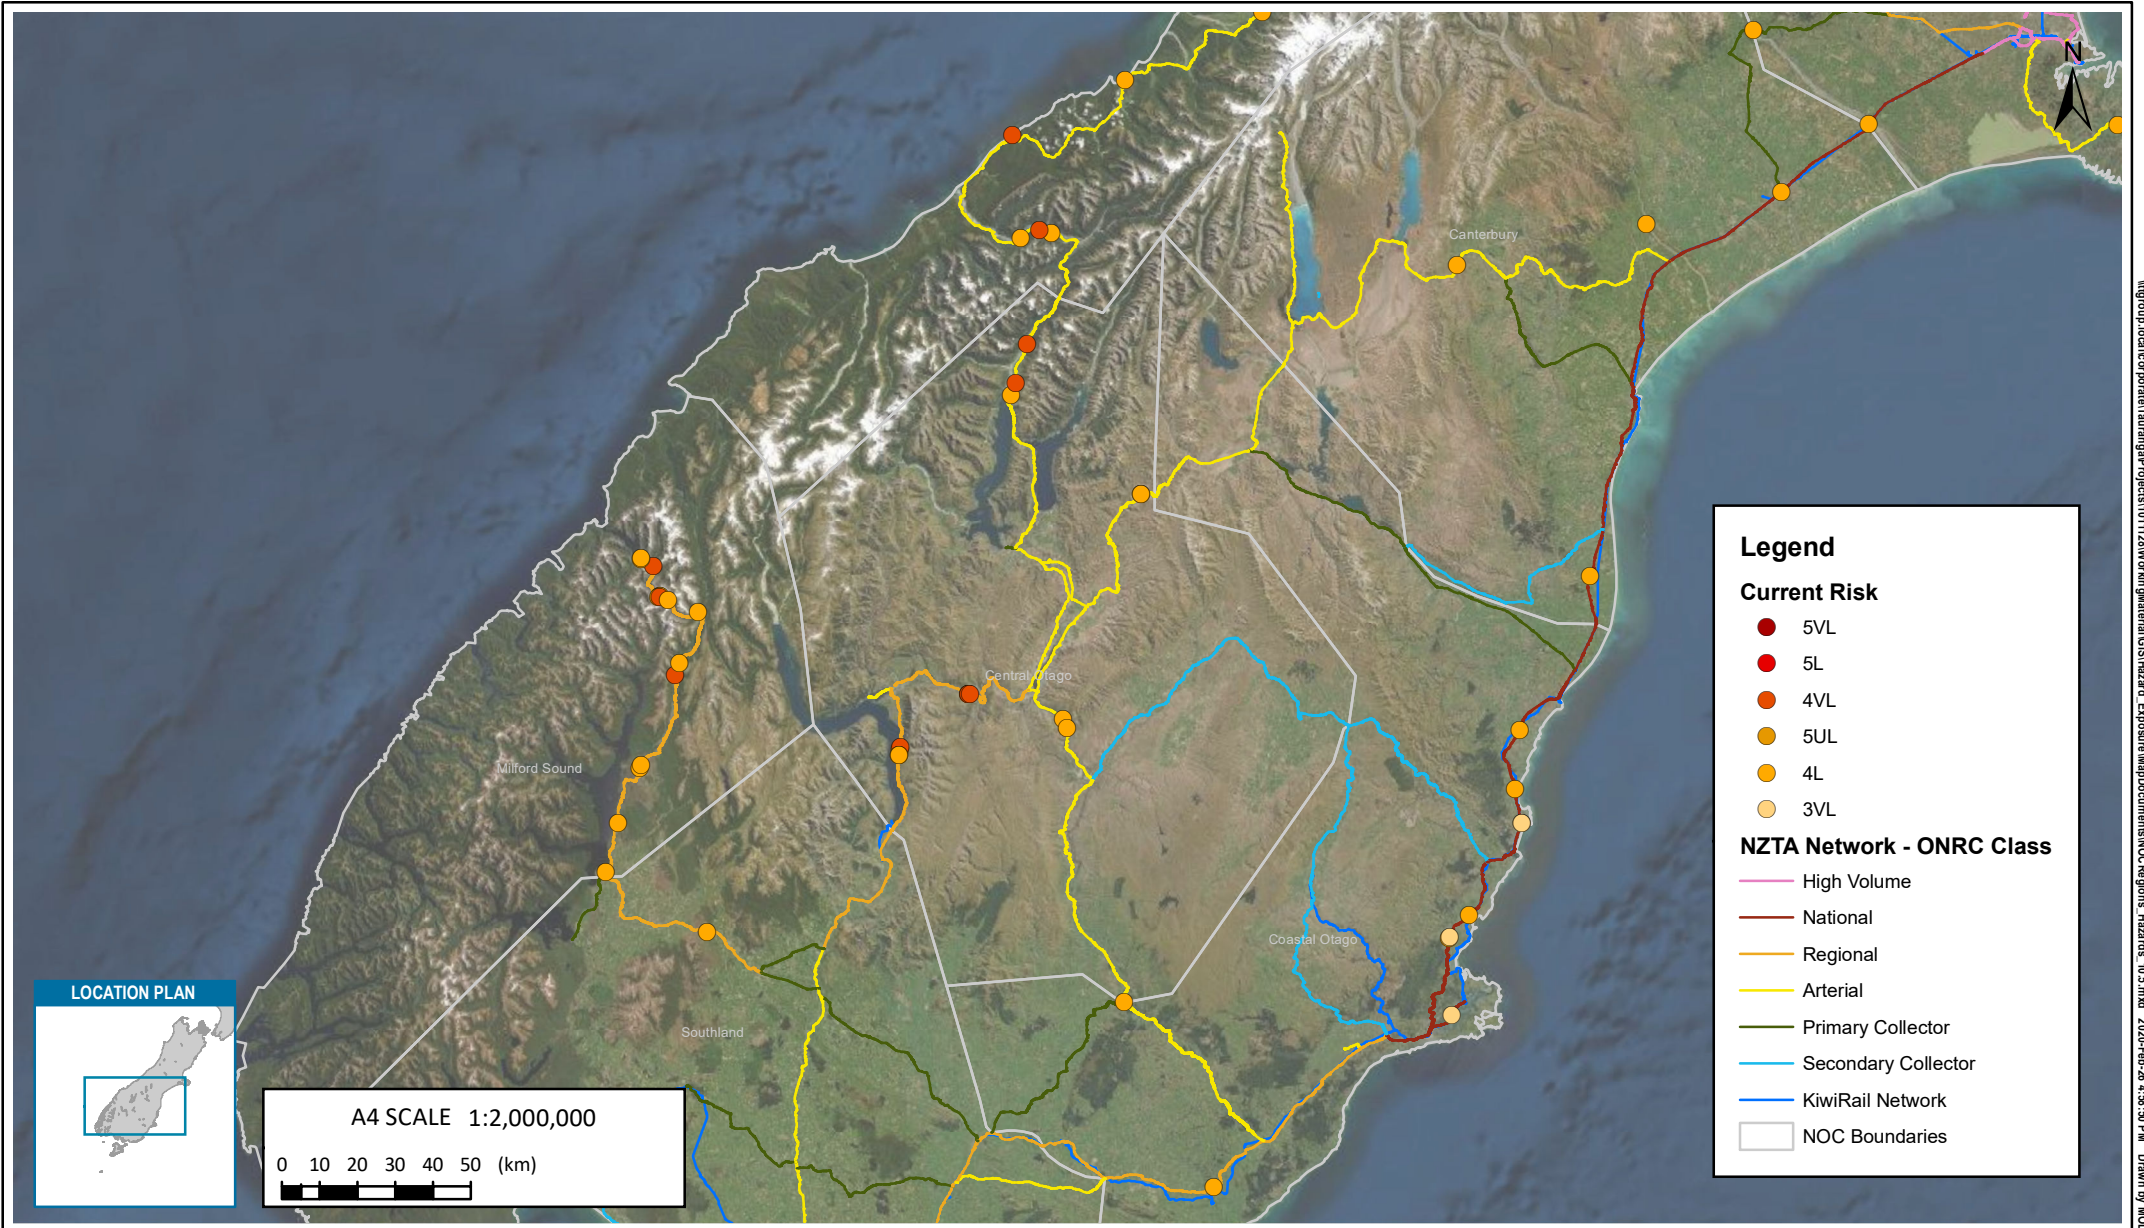 N
Canterbury
Central Otago
Milford Sound
Coastal Otago
Southland
Legend
Current Risk
5VL
5L
4VL
5UL
4L
3VL
NZTA Network - ONRC Class
High Volume
National
Regional
Arterial
Primary Collector
Secondary Collector
KiwiRail Network
NOC Boundaries
LOCATION PLAN
A4 SCALE 1:2,000,000
0 10 20 30 40 50 (km)